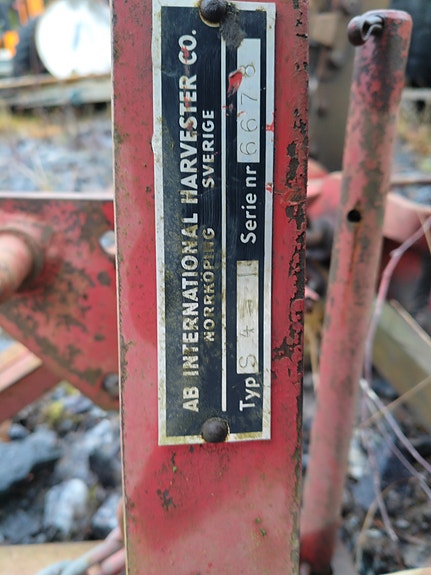 AB INTERNATIONAL HARVESTER CO.
NORRKÖPING SVERIGE
Typ Serie nr 6678